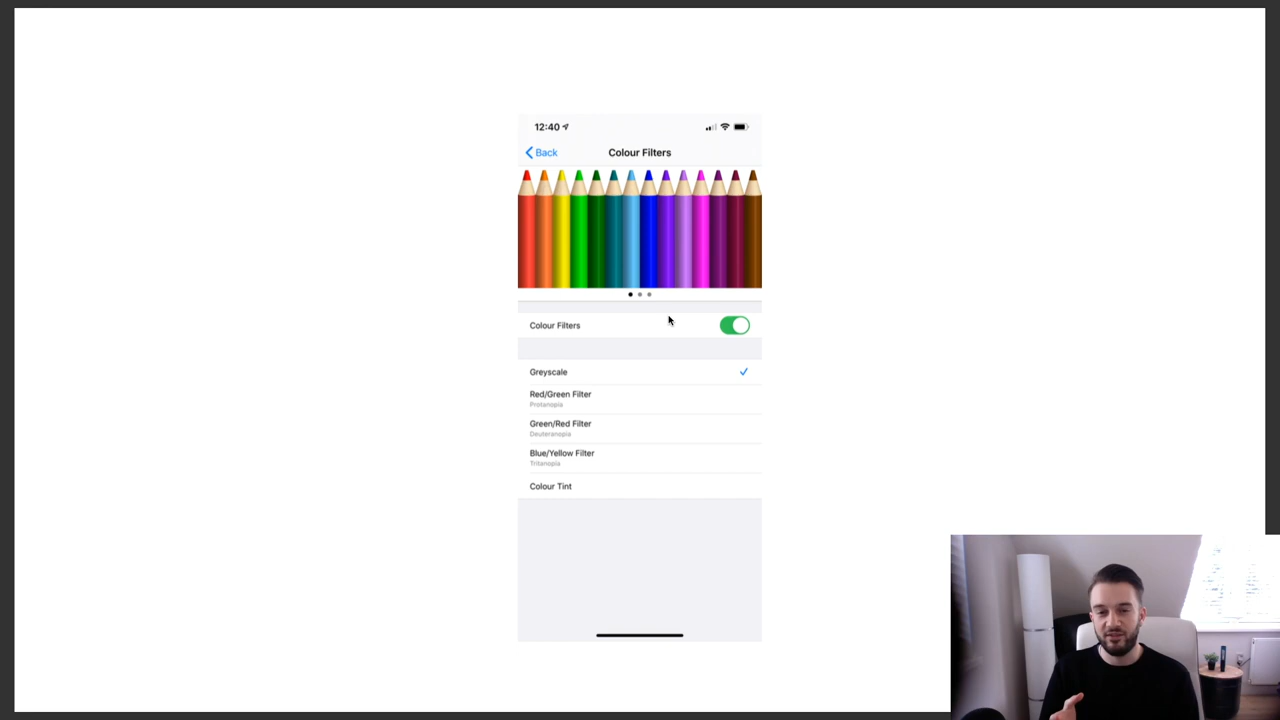 12:40
Back
Colour Filters
Colour Filters
Greyscale
Red/Green Filter
Protanopia
Green/Red Filter
Deuteranopia
Blue/Yellow Filter
Tritanopia
Colour Tint